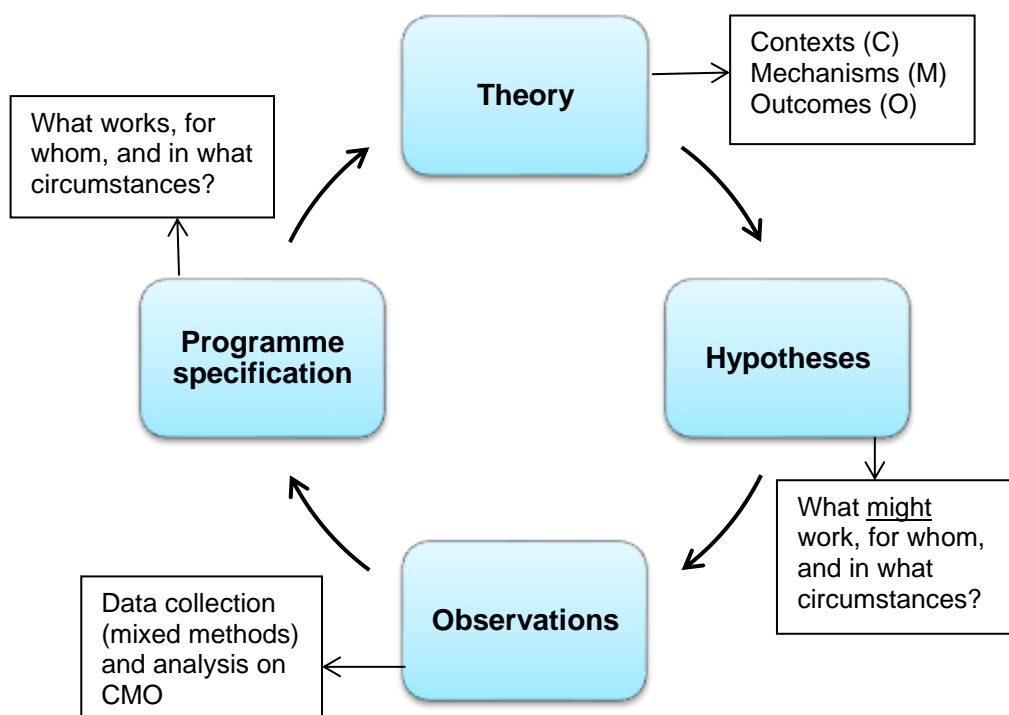 Theory
Contexts (C)
Mechanisms (M)
Outcomes (O)
What works, for
whom, and in what
circumstances?
Programme
specification
Hypotheses
What might
work, for whom,
and in what
circumstances?
Observations
Data collection
(mixed methods)
and analysis on
CMO